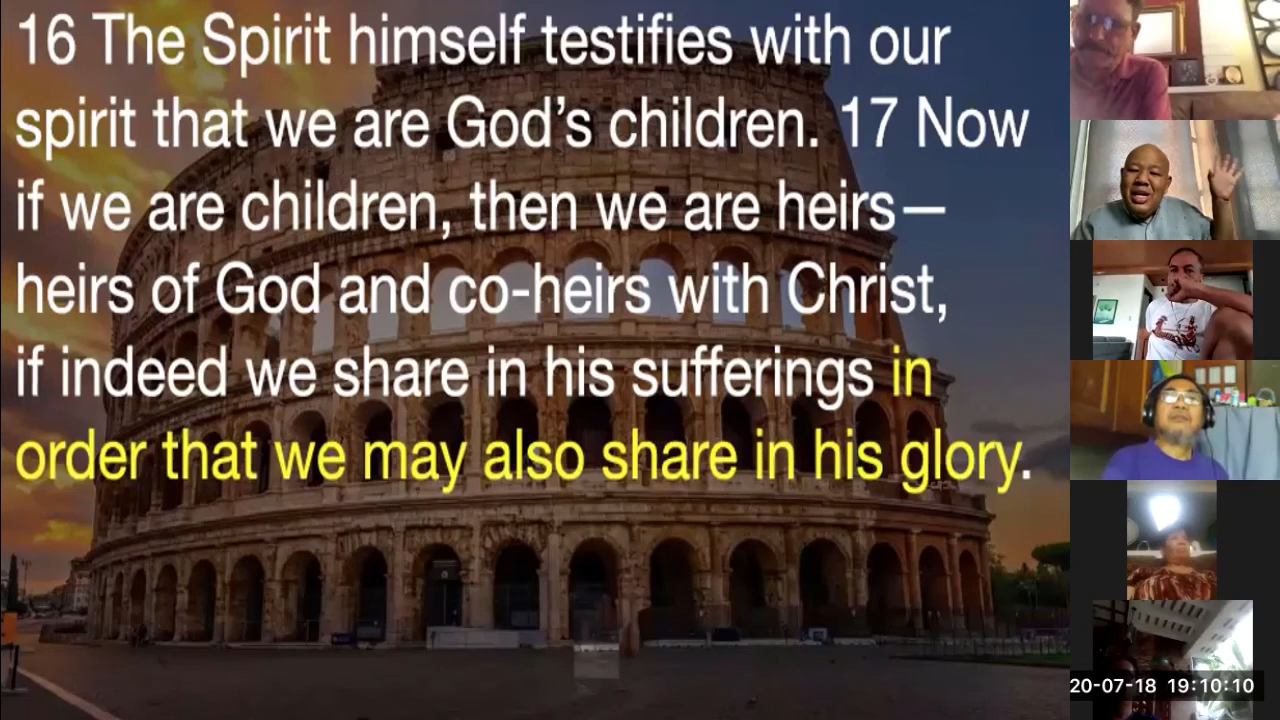 16 The Spirit himself testifies with our
spirit that we are God’s children. 17 Now
if we are children, then we are heirs—
heirs of God and co-heirs with Christ,
if indeed we share in his sufferings in
order that we may also share in his glory.
20-07-18 19:10:10